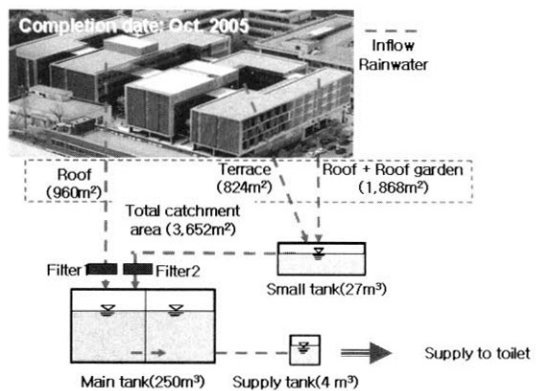 Completion date: Oct. 2005
Inflow
Rainwater
Roof
(960m²)
Terrace
(824m²)
Roof + Roof garden
(1,868m²)
Total catchment
area (3,652m²)
Filter1
Filter2
Small tank(27m³)
Main tank(250m³)
Supply tank(4 m³)
Supply to toilet